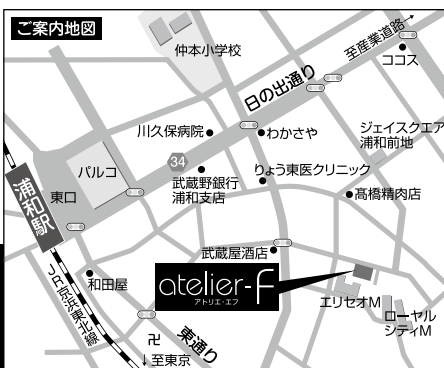 ご案内地図
仲本小学校
至産業道路
ココス
日の出通り
川久保病院
わかさや
ジェイスクエア
浦和前地
34
パルコ
武蔵野銀行
浦和支店
りょう東医クリニック
髙橋精肉店
浦和駅
東口
武蔵屋酒店
和田屋
atelier-F
アトリエ・エフ
エリセオM
ローヤル
シティM
JR京浜東北線
卍
東通り
↓至東京